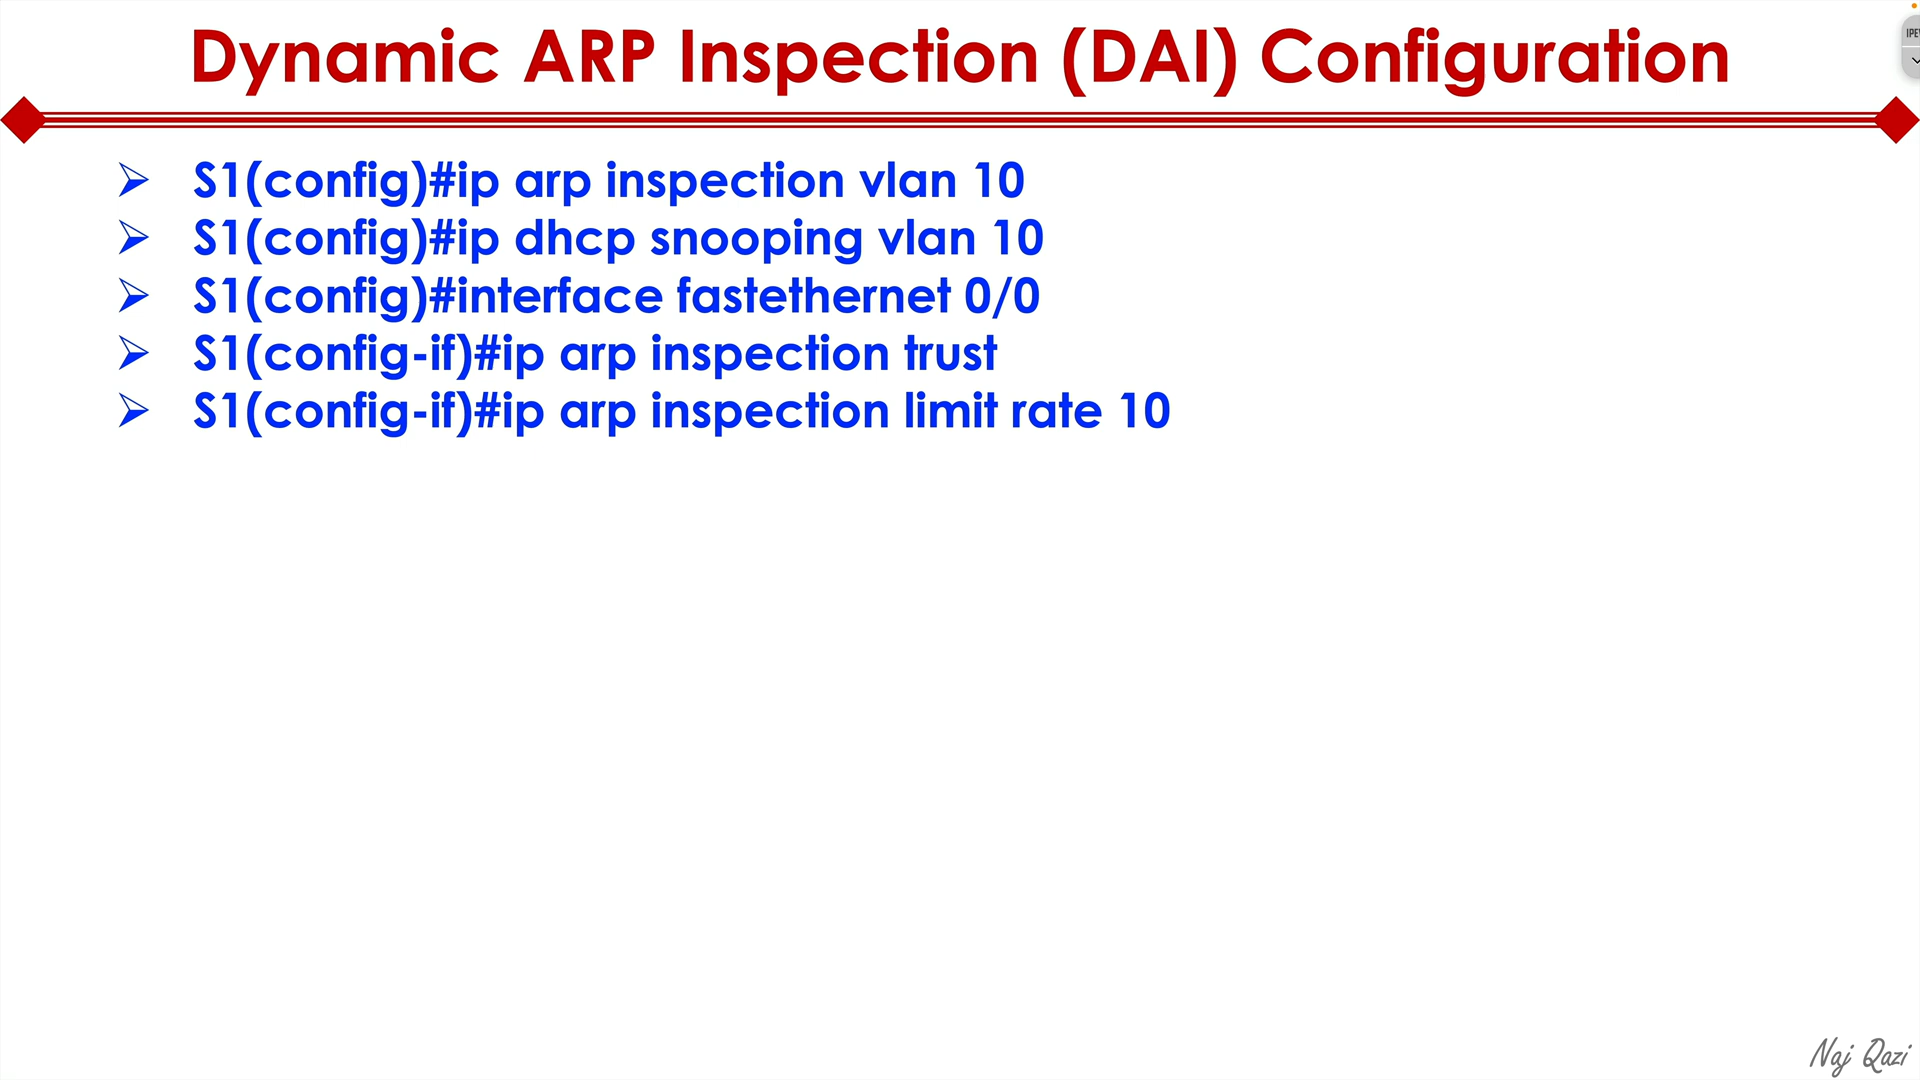 Dynamic ARP Inspection (DAI) Configuration
S1(config)#ip arp inspection vlan 10
S1(config)#ip dhcp snooping vlan 10
S1(config)#interface fastethernet 0/0
S1(config-if)#ip arp inspection trust
S1(config-if)#ip arp inspection limit rate 10
Naj Qazi